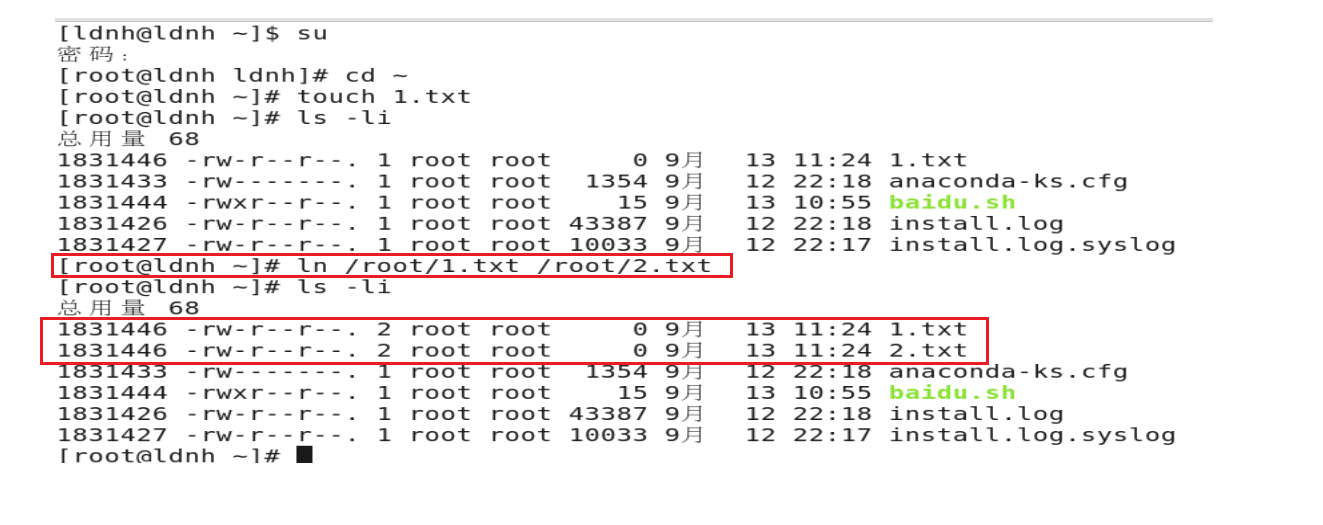 [ldnh@ldnh ~]$ su
密码：
[root@ldnh ldnh]# cd ~
[root@ldnh ~]# touch 1.txt
[root@ldnh ~]# ls -li
总用量 68
1831446 -rw-r--r--. 1 root root     0 9月   13 11:24 1.txt
1831433 -rw-------. 1 root root  1354 9月   12 22:18 anaconda-ks.cfg
1831444 -rwxr--r--. 1 root root    15 9月   13 10:55 baidu.sh
1831426 -rw-r--r--. 1 root root 43387 9月   12 22:18 install.log
1831427 -rw-r--r--. 1 root root 10033 9月   12 22:17 install.log.syslog
[root@ldnh ~]# ln /root/1.txt /root/2.txt
[root@ldnh ~]# ls -li
总用量 68
1831446 -rw-r--r--. 2 root root     0 9月   13 11:24 1.txt
1831446 -rw-r--r--. 2 root root     0 9月   13 11:24 2.txt
1831433 -rw-------. 1 root root  1354 9月   12 22:18 anaconda-ks.cfg
1831444 -rwxr--r--. 1 root root    15 9月   13 10:55 baidu.sh
1831426 -rw-r--r--. 1 root root 43387 9月   12 22:18 install.log
1831427 -rw-r--r--. 1 root root 10033 9月   12 22:17 install.log.syslog
[root@ldnh ~]#